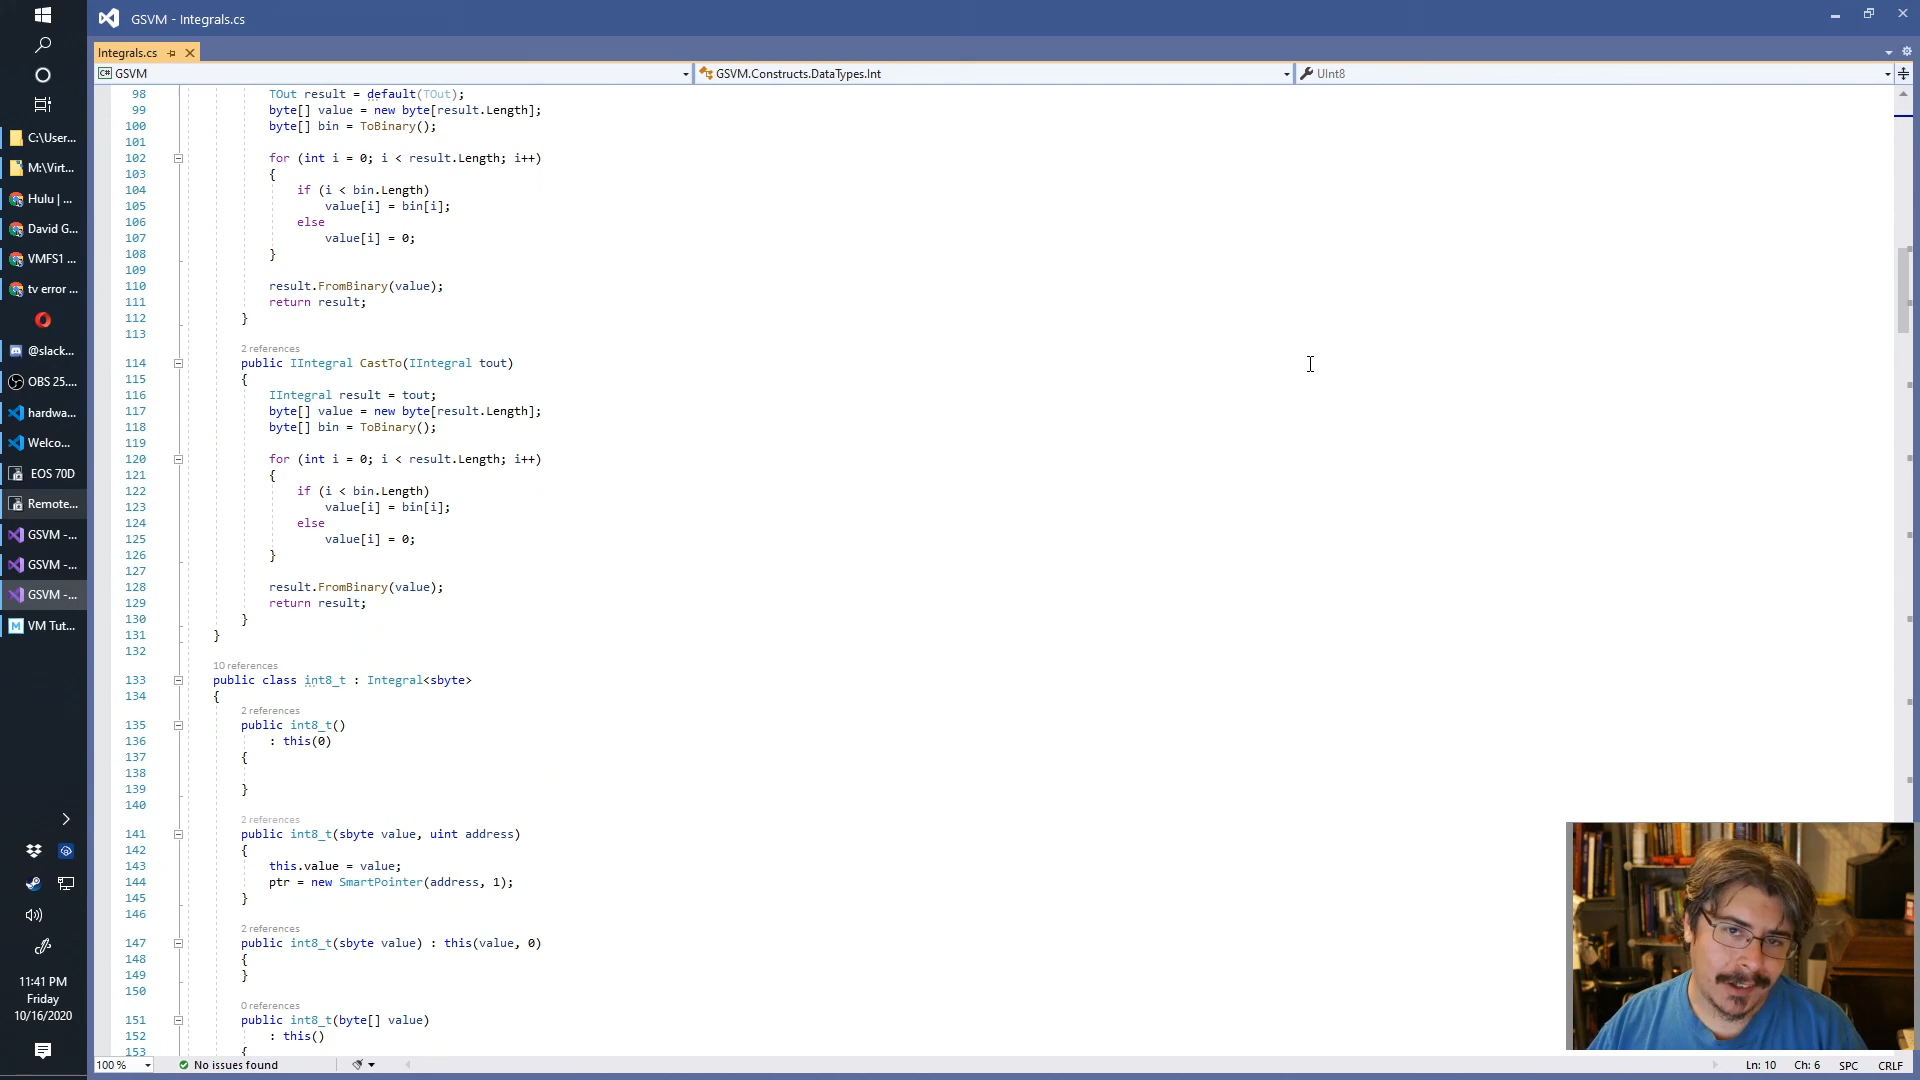 GSVM - Integrals.cs
Integrals.cs
GSVM
GSVM.Constructs.DataTypes.Int
UInt8
98 TOut result = default(TOut);
99 byte[] value = new byte[result.Length];
100 byte[] bin = ToBinary();
101
102 for (int i = 0; i < result.Length; i++)
103 {
104 if (i < bin.Length)
105 value[i] = bin[i];
106 else
107 value[i] = 0;
108 }
109
110 result.FromBinary(value);
111 return result;
112 }
113
2 references
114 public IIntegral CastTo(IIntegral tout)
115 {
116 IIntegral result = tout;
117 byte[] value = new byte[result.Length];
118 byte[] bin = ToBinary();
119
120 for (int i = 0; i < result.Length; i++)
121 {
122 if (i < bin.Length)
123 value[i] = bin[i];
124 else
125 value[i] = 0;
126 }
127
128 result.FromBinary(value);
129 return result;
130 }
131 }
132
10 references
133 public class int8_t : Integral<sbyte>
134 {
2 references
135 public int8_t()
136 : this(0)
137 {
138
139 }
140
2 references
141 public int8_t(sbyte value, uint address)
142 {
143 this.value = value;
144 ptr = new SmartPointer(address, 1);
145 }
146
2 references
147 public int8_t(sbyte value) : this(value, 0)
148 {
149 }
150
0 references
151 public int8_t(byte[] value)
152 : this()
153 {
100 %
No issues found
Ln: 10 Ch: 6 SPC CRLF
C:\User...
M:\Virt...
Hulu | ...
David G...
VMFS1 ...
tv error ...
@slack...
OBS 25....
hardwa...
Welco...
EOS 70D
Remote...
GSVM -...
GSVM -...
GSVM -...
VM Tut...
11:41 PM
Friday
10/16/2020